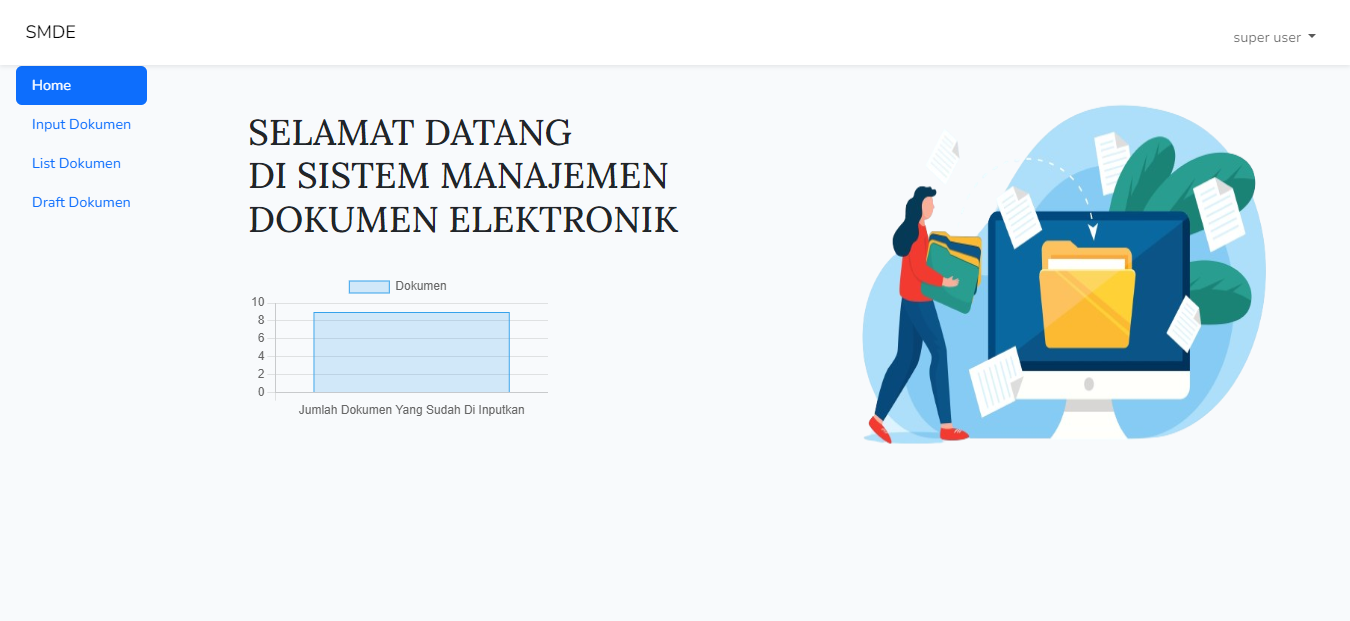 SMDE
super user
Home
Input Dokumen
List Dokumen
Draft Dokumen
SELAMAT DATANG
DI SISTEM MANAJEMEN
DOKUMEN ELEKTRONIK
Dokumen
10
8
6
4
2
0
Jumlah Dokumen Yang Sudah Di Inputkan